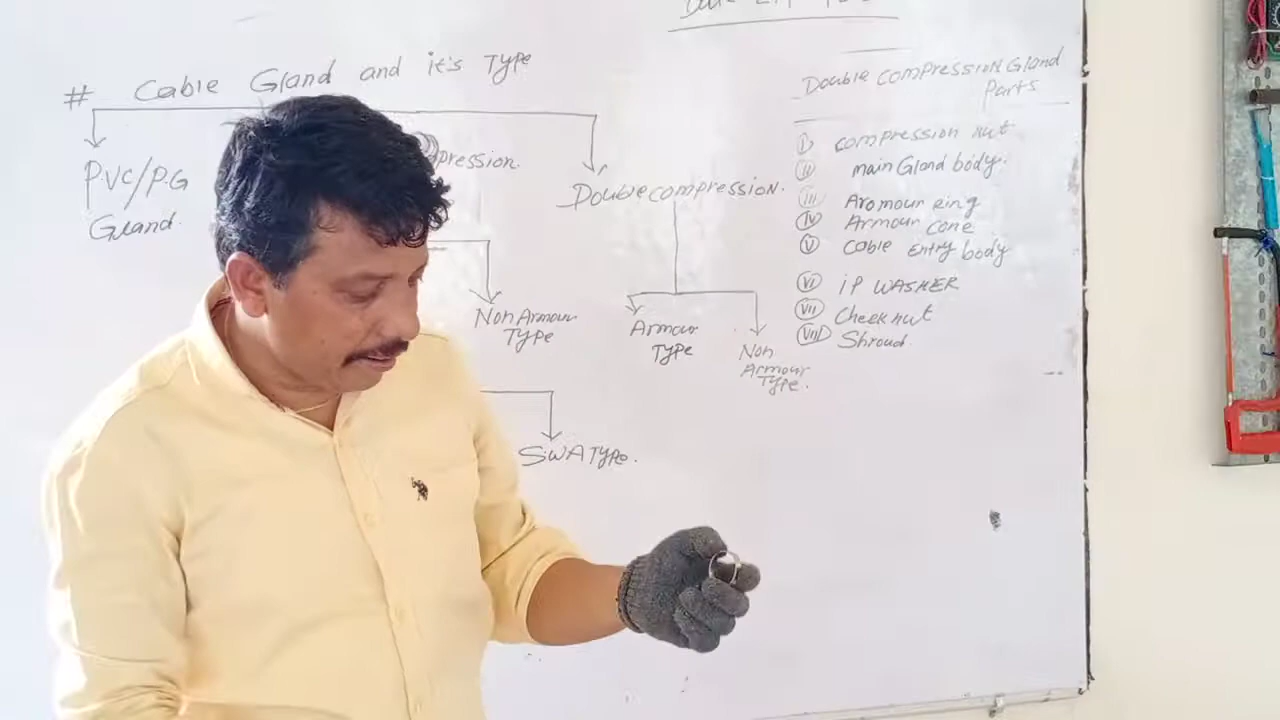 # Cable Gland and it's Type
P.VC/P.G
Gland.
pression.
Double compression.
Non Armour
Type
Armour
Type
Non
Armour
Type.
S.W.A Type.
Double compression Gland
Parts
(i) compression nut
(ii) main Gland body.
(iii) Aromour Ring
(iv) Armour cone
(v) Cable Entry body
(vi) iP WASHER
(vii) Cheek nut
(viii) Shroud.